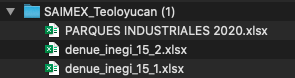 SAIMEX_Teoloyucan (1)
PARQUES INDUSTRIALES 2020.xlsx
denue_inegi_15_2.xlsx
denue_inegi_15_1.xlsx